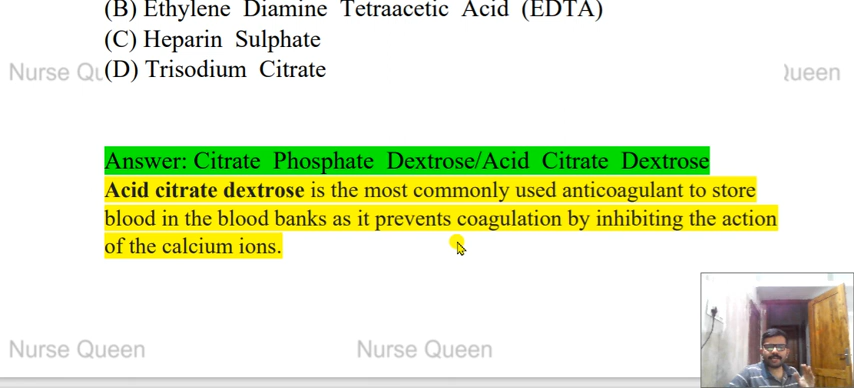 (B) Ethylene Diamine Tetraacetic Acid (EDTA)
(C) Heparin Sulphate
Nurse Qu (D) Trisodium Citrate ueen
Answer: Citrate Phosphate Dextrose/Acid Citrate Dextrose
Acid citrate dextrose is the most commonly used anticoagulant to store
blood in the blood banks as it prevents coagulation by inhibiting the action
of the calcium ions.
Nurse Queen Nurse Queen